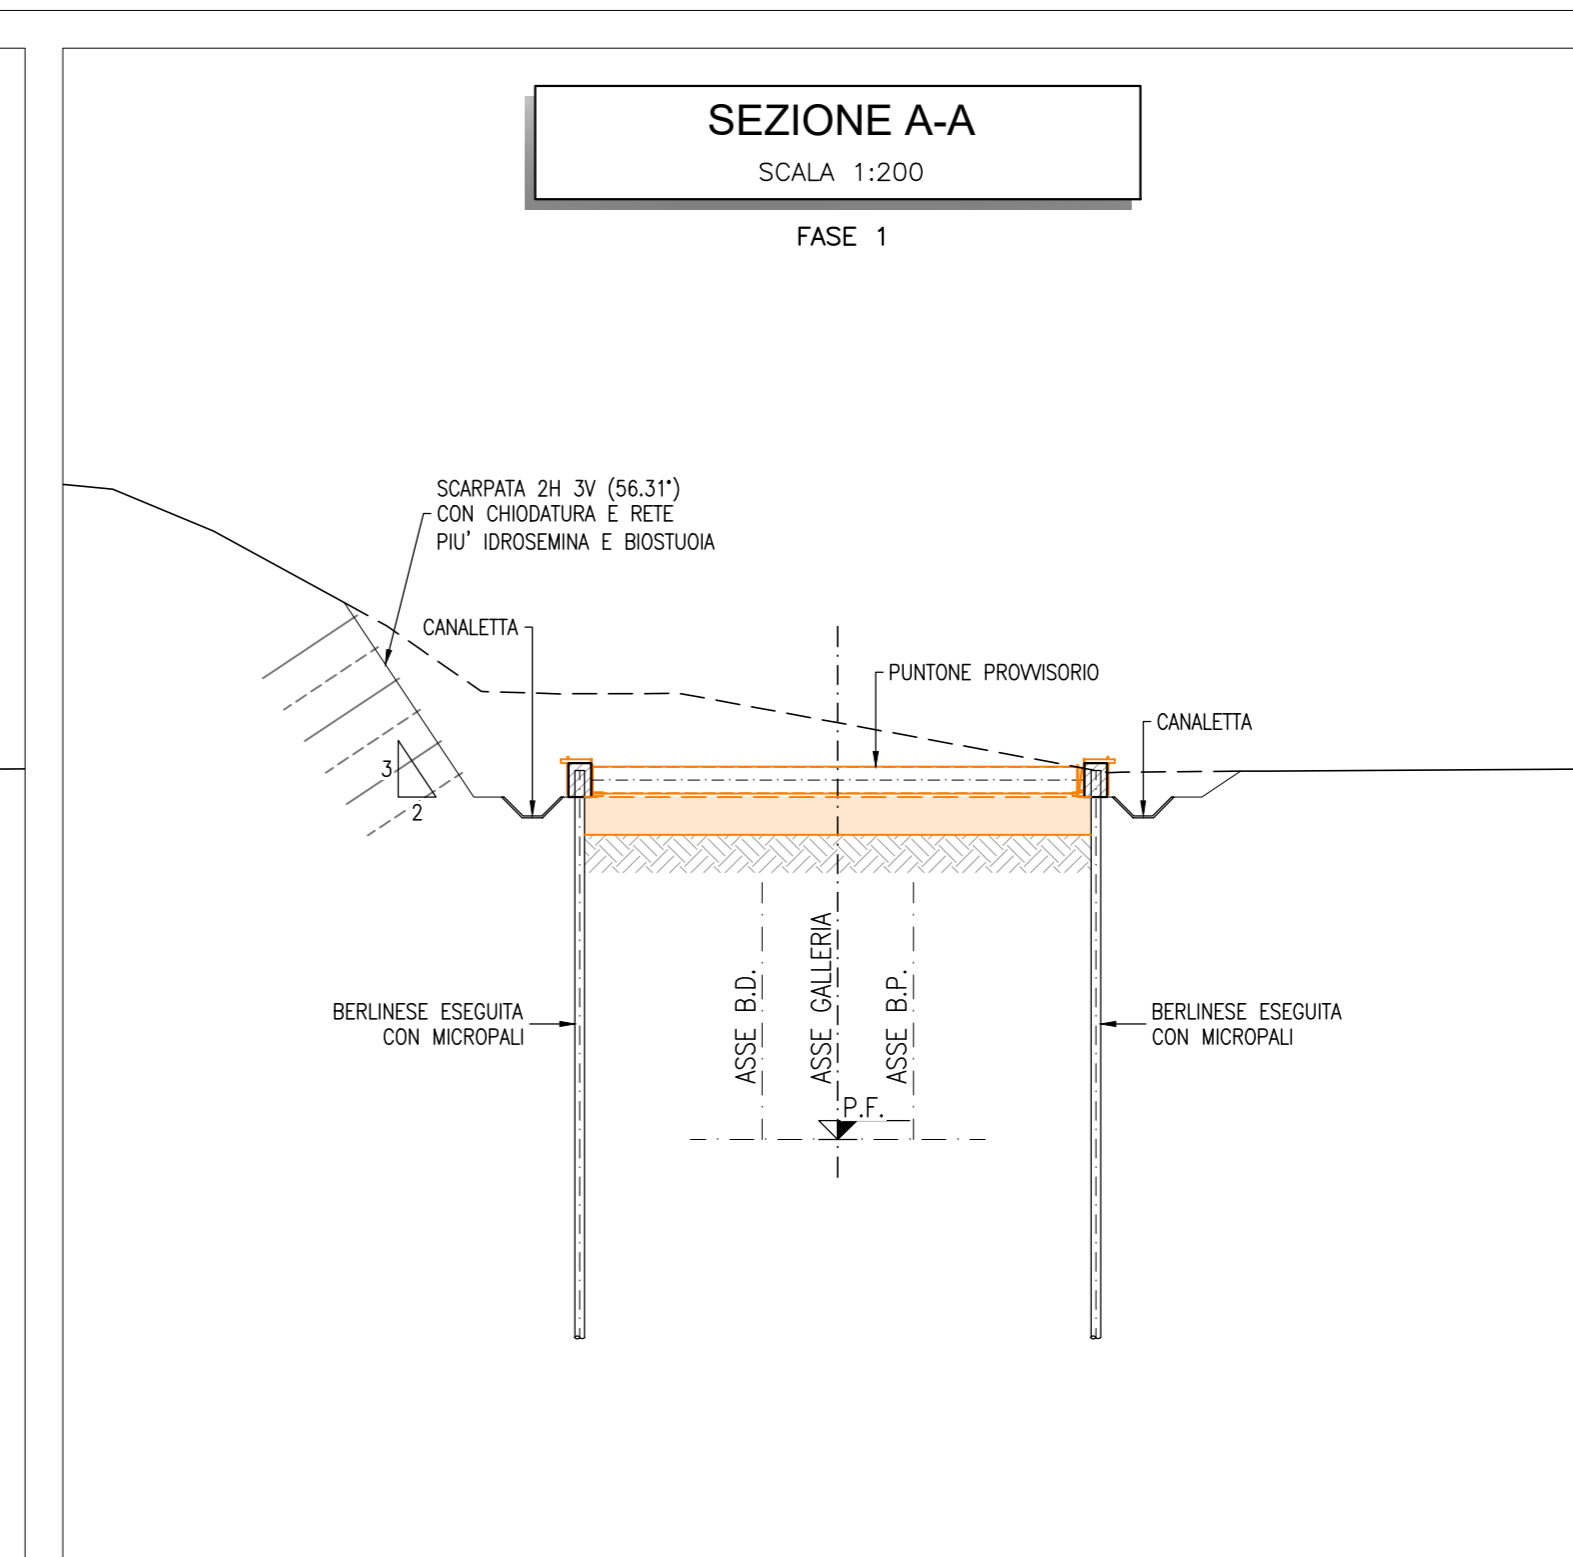 SEZIONE A-A
SCALA 1:200
FASE 1
SCARPATA 2H 3V (56.31°)
CON CHIODATURA E RETE
PIU' IDROSEMINA E BIOSTUOIA
CANALETTA
PUNTONE PROVVISORIO
CANALETTA
3
2
BERLINESE ESEGUITA
CON MICROPALI
ASSE B.D.
ASSE GALLERIA
ASSE B.P.
BERLINESE ESEGUITA
CON MICROPALI
P.F.